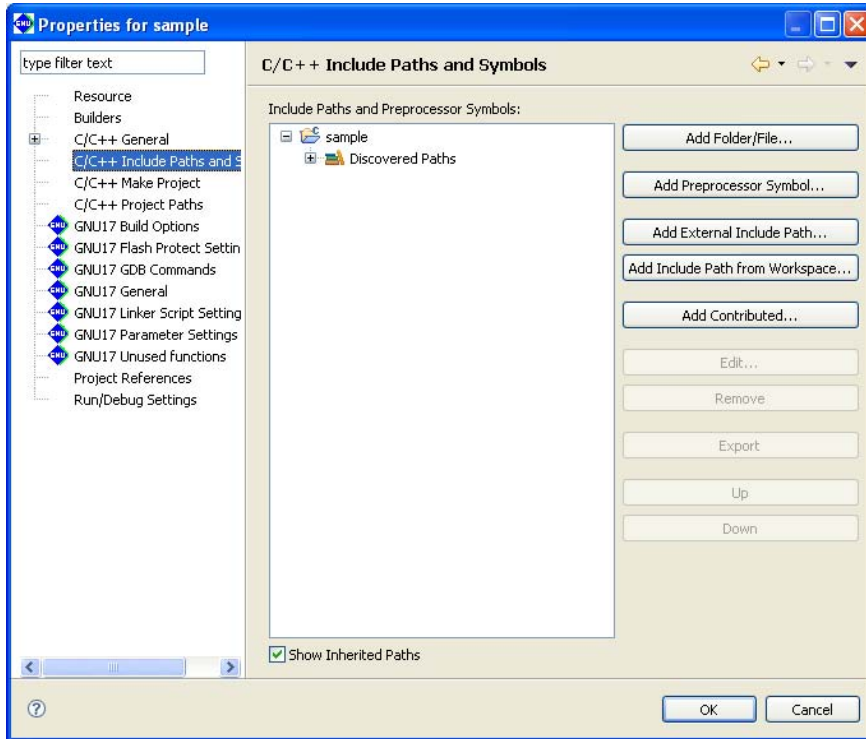 Properties for sample
type filter text
Resource
Builders
C/C++ General
C/C++ Include Paths and S
C/C++ Make Project
C/C++ Project Paths
GNU17 Build Options
GNU17 Flash Protect Settin
GNU17 GDB Commands
GNU17 General
GNU17 Linker Script Setting
GNU17 Parameter Settings
GNU17 Unused functions
Project References
Run/Debug Settings
C/C++ Include Paths and Symbols
Include Paths and Preprocessor Symbols:
sample
Discovered Paths
Add Folder/File...
Add Preprocessor Symbol...
Add External Include Path...
Add Include Path from Workspace...
Add Contributed...
Edit...
Remove
Export
Up
Down
Show Inherited Paths
OK
Cancel